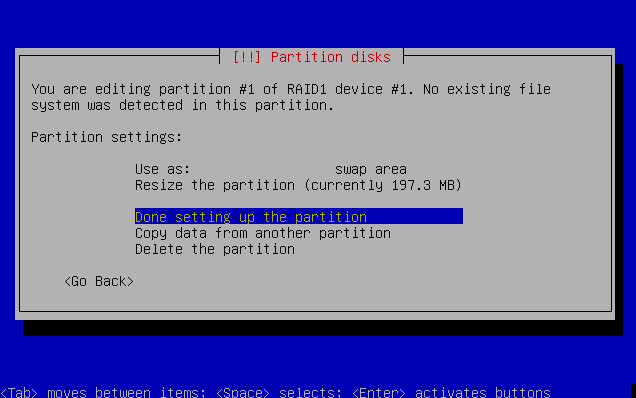 [!!] Partition disks
You are editing partition #1 of RAID1 device #1. No existing file
system was detected in this partition.
Partition settings:
Use as: swap area
Resize the partition (currently 197.3 MB)
Done setting up the partition
Copy data from another partition
Delete the partition
<Go Back>
<Tab> moves between items; <Space> selects; <Enter> activates buttons